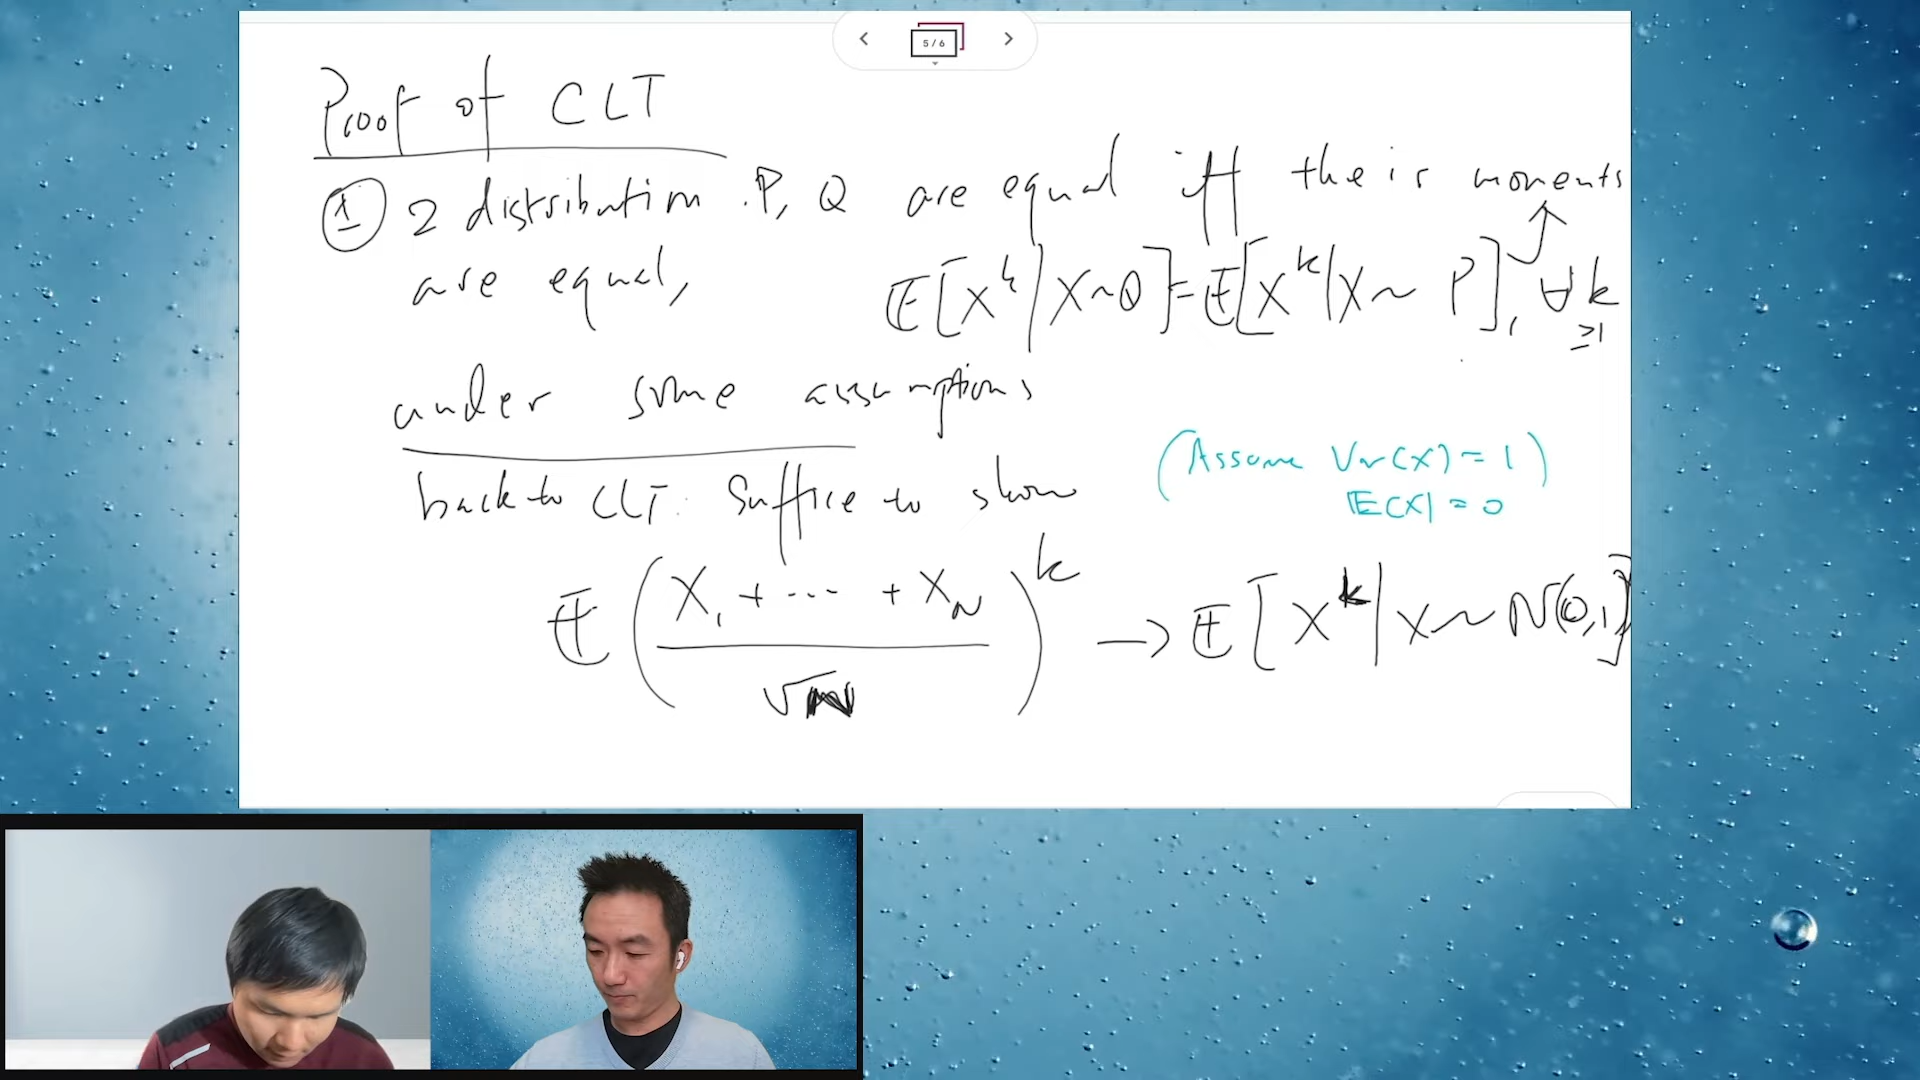 5/6
Proof of CLT
① 2 distribution P, Q are equal iff their moments
are equal, 𝔼[X^k | X~Q] = 𝔼[X^k | X~P], ∀k ≥1
under some assumptions
(Assume Var(X) = 1
𝔼(X) = 0)
back to CLT. Suffice to show
𝔼 ( (X₁ + ... + X_N) / √N )^k → 𝔼[X^k | X ~ N(0,1)]